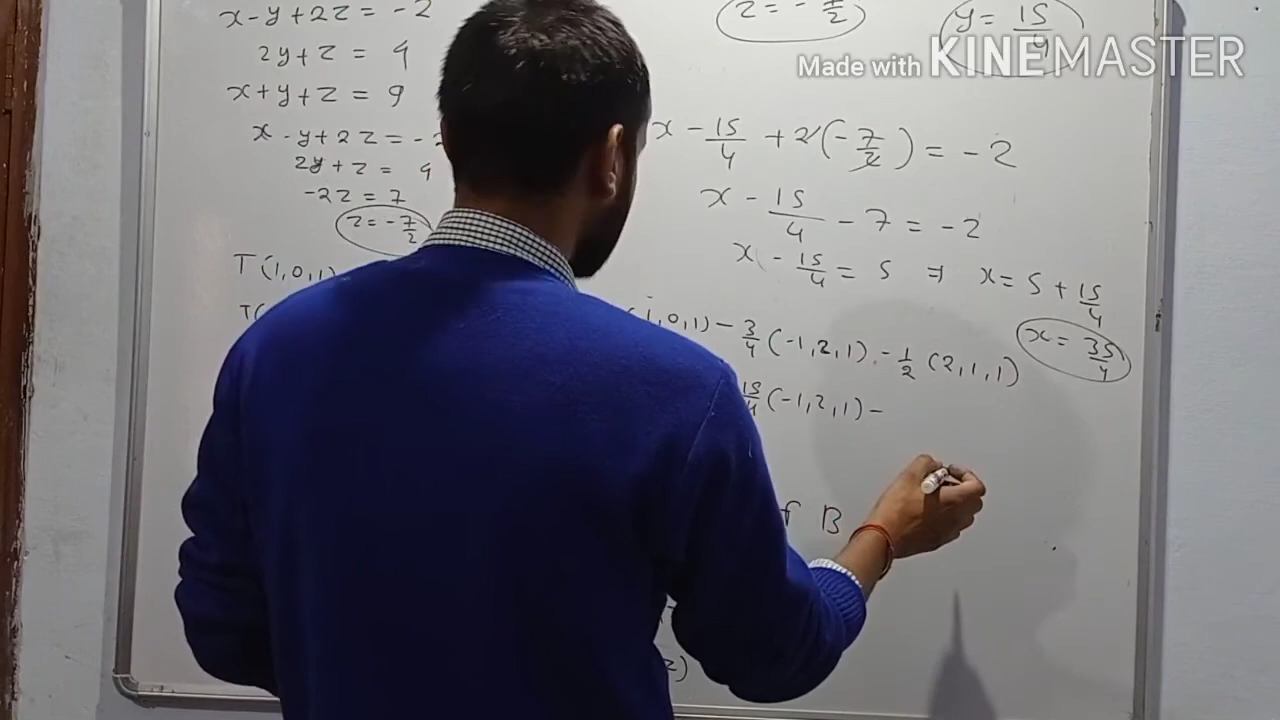 x - y + 2z = -2
2y + z = 4
x + y + z = 9
x - y + 2z = -2
2y + z = 9
-2z = 7
z = -7/2
T(1,0,1)
T(
z = -7/2
y = 15/4
Made with KINEMASTER
x - 15/4 + 2(-7/2) = -2
x - 15/4 - 7 = -2
x - 15/4 = 5 ⇒ x = 5 + 15/4
x = 35/4
(1,0,1) - 3/4 (-1,2,1) - 1/2 (2,1,1)
15/4 (-1,2,1) -
f B
z)